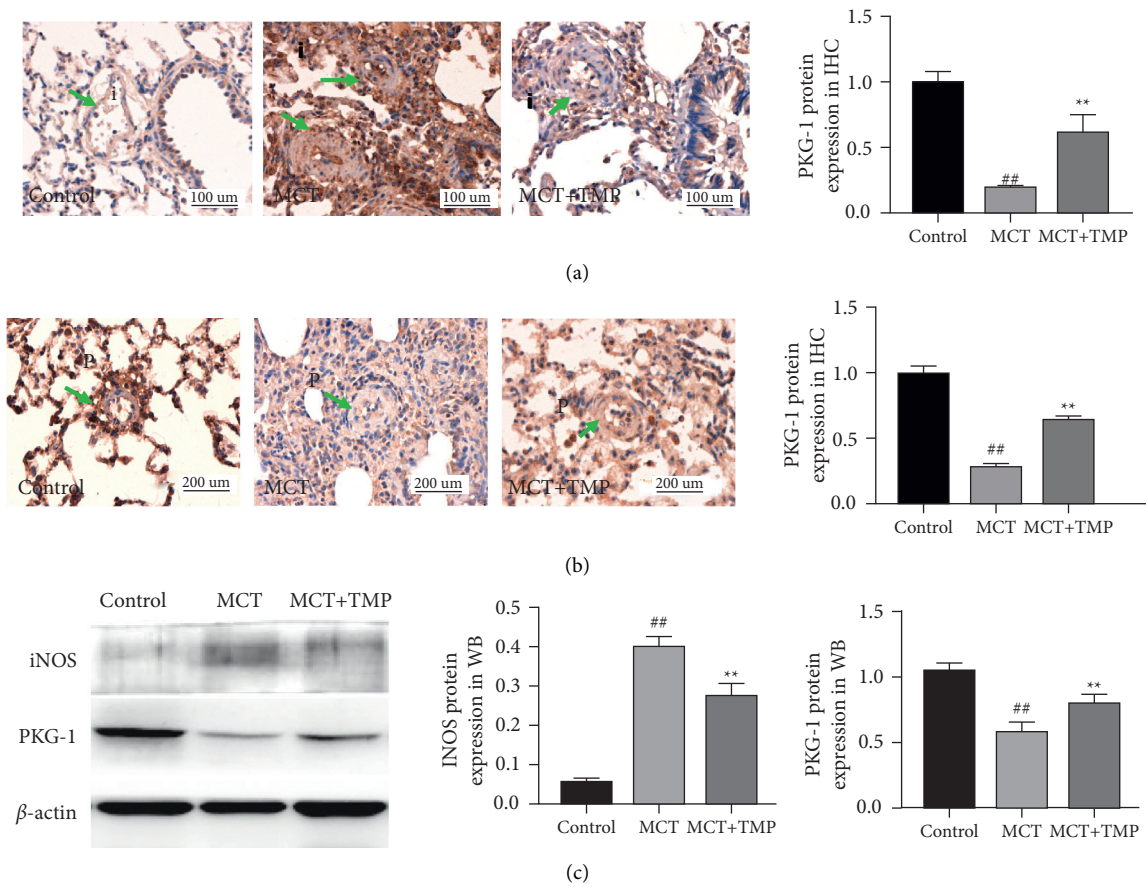 i
Control
100 um
i
MCT
100 um
i
MCT+TMP
100 um
PKG-1 protein
expression in IHC
1.5
1.0
0.5
0.0
##
**
Control MCT MCT+TMP
(a)
P
Control
200 um
P
MCT
200 um
P
MCT+TMP
200 um
PKG-1 protein
expression in IHC
1.5
1.0
0.5
0.0
##
**
Control MCT MCT+TMP
(b)
Control MCT MCT+TMP
iNOS
PKG-1
β-actin
INOS protein
expression in WB
0.5
0.4
0.3
0.2
0.1
0.0
##
**
Control MCT MCT+TMP
PKG-1 protein
expression in WB
1.5
1.0
0.5
0.0
##
**
Control MCT MCT+TMP
(c)